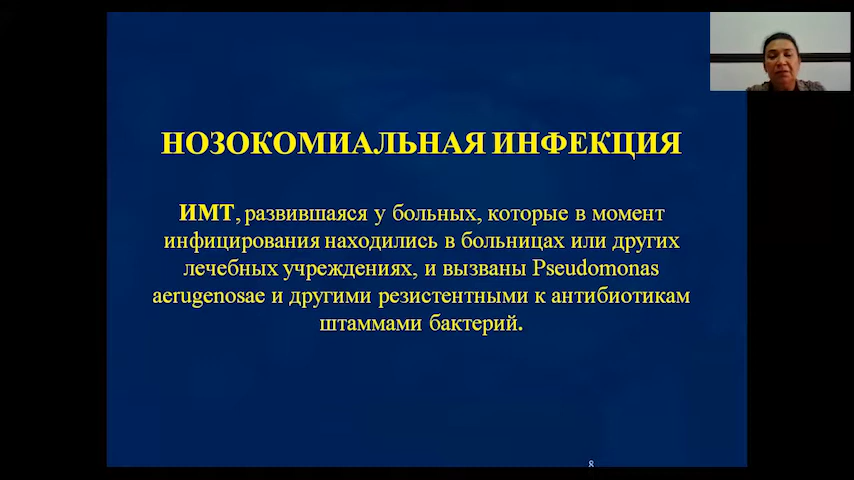 НОЗОКОМИАЛЬНАЯ ИНФЕКЦИЯ
ИМТ, развившаяся у больных, которые в момент
инфицирования находились в больницах или других
лечебных учреждениях, и вызваны Pseudomonas
aerugenosae и другими резистентными к антибиотикам
штаммами бактерий.
8